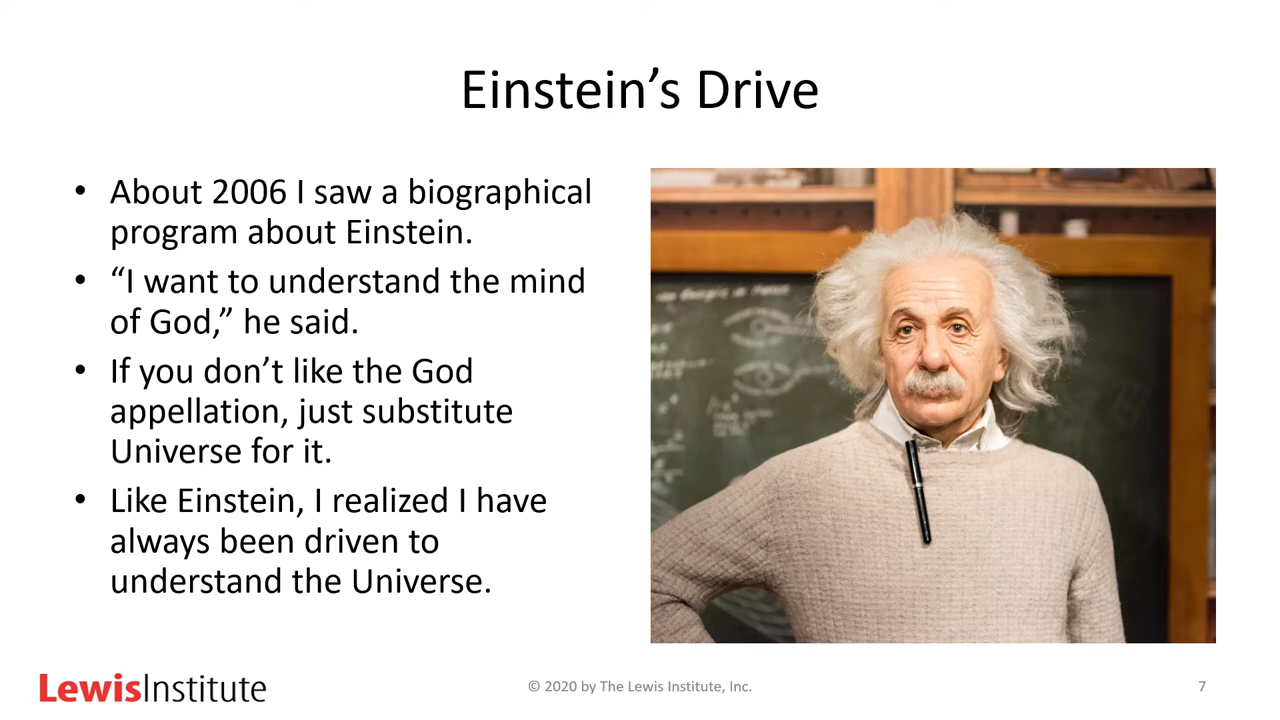 Einstein’s Drive
• About 2006 I saw a biographical
program about Einstein.
• “I want to understand the mind
of God,” he said.
• If you don’t like the God
appellation, just substitute
Universe for it.
• Like Einstein, I realized I have
always been driven to
understand the Universe.
LewisInstitute
© 2020 by The Lewis Institute, Inc.
7